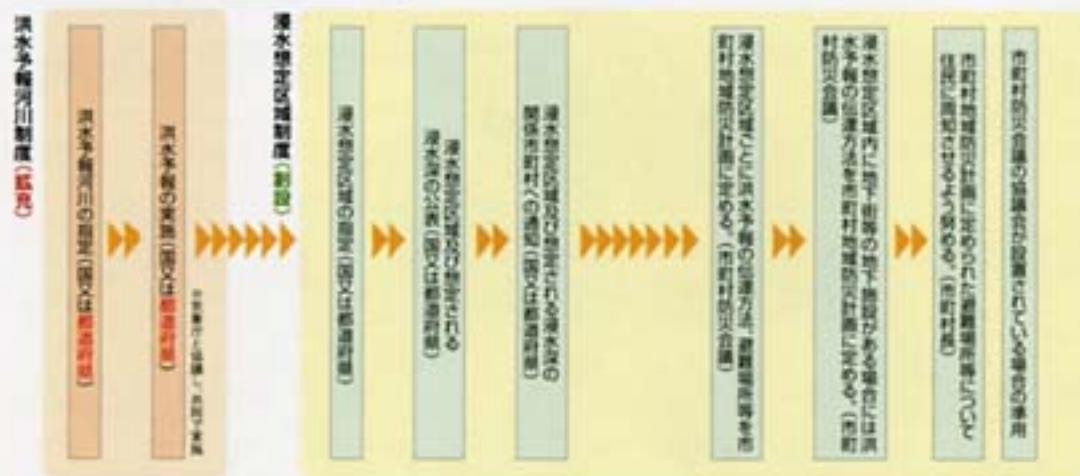 洪水予報河川制度(拡充)
洪水予報河川の指定(国又は都道府県)
洪水予報の実施(国又は都道府県)
※気象庁と協議し、共同で実施
浸水想定区域制度(創設)
浸水想定区域の指定(国又は都道府県)
浸水想定区域及び想定される
浸水深の公表(国又は都道府県)
浸水想定区域及び想定される浸水深の
関係市町村への通知(国又は都道府県)
浸水想定区域ごとに洪水予報の伝達方法、避難場所等を市
町村地域防災計画に定める。(市町村防災会議)
浸水想定区域内に地下街等の地下施設がある場合には洪
水予報の伝達方法を市町村地域防災計画に定める。(市町
村防災会議)
市町村地域防災計画に定められた避難場所等について
住民に周知させるよう努める。(市町村長)
市町村防災会議の協議会が設置されている場合の準用